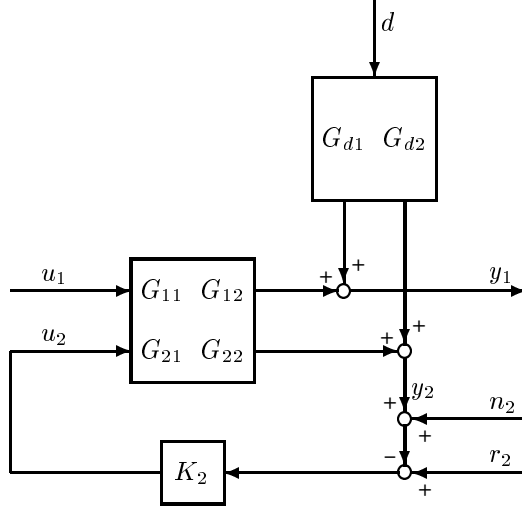 d
G_{d1} G_{d2}
+ +
u_1 G_{11} G_{12} y_1
+ +
u_2 G_{21} G_{22}
y_2
+ n_2
+
− r_2
K_2
+